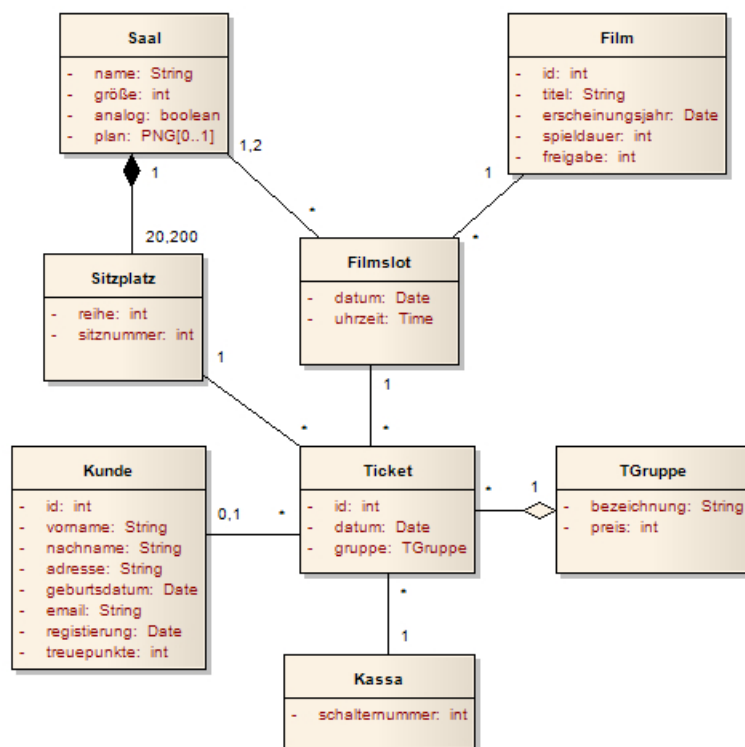 Saal
- name: String
- größe: int
- analog: boolean
- plan: PNG[0..1]
Film
- id: int
- titel: String
- erscheinungsjahr: Date
- spieldauer: int
- freigabe: int
1,2
*
1
*
1
20,200
Sitzplatz
- reihe: int
- sitznummer: int
Filmslot
- datum: Date
- uhrzeit: Time
1
*
1
*
Kunde
- id: int
- vorname: String
- nachname: String
- adresse: String
- geburtsdatum: Date
- email: String
- registierung: Date
- treuepunkte: int
0,1
*
Ticket
- id: int
- datum: Date
- gruppe: TGruppe
*
1
TGruppe
- bezeichnung: String
- preis: int
*
1
Kassa
- schalternummer: int